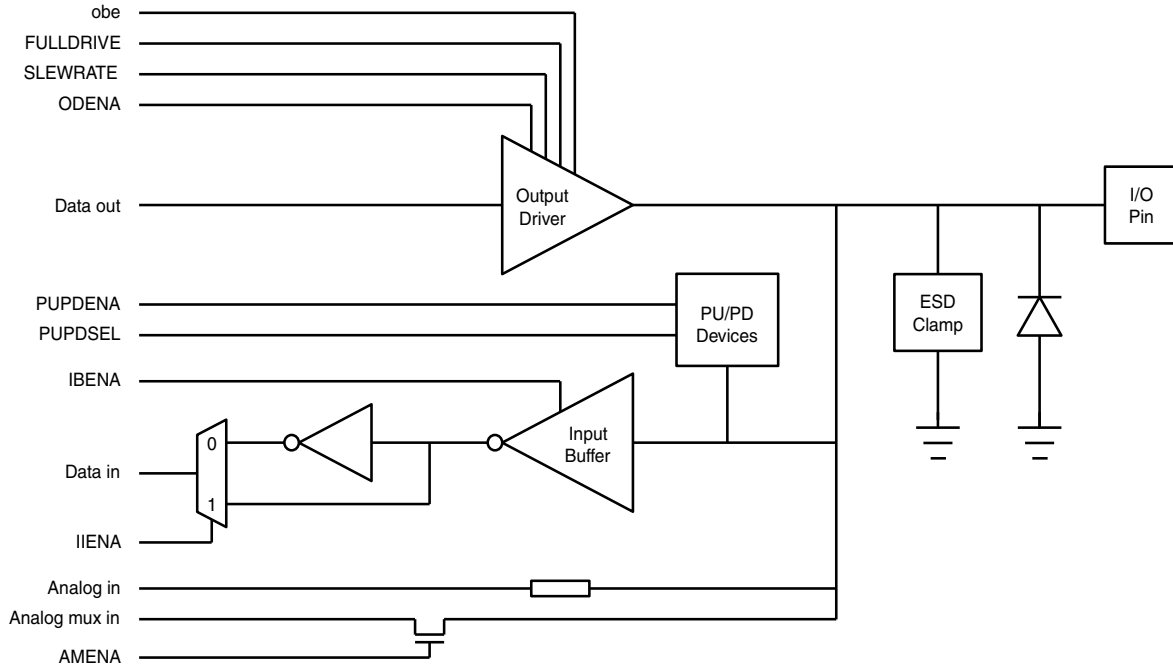 obe
FULLDRIVE
SLEWRATE
ODENA
Data out
Output
Driver
I/O
Pin
PUPDENA
PUPDSEL
PU/PD
Devices
ESD
Clamp
IBENA
0
Input
Buffer
Data in
1
IIENA
Analog in
Analog mux in
AMENA